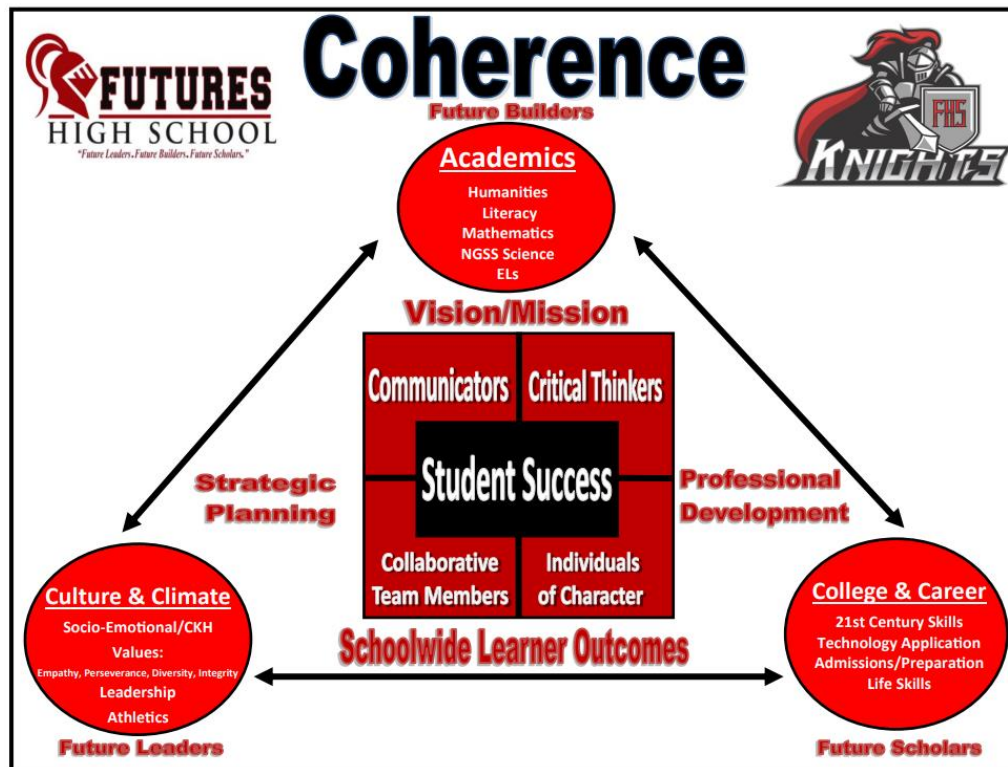 FUTURES
HIGH SCHOOL
"Future Leaders. Future Builders. Future Scholars."
Coherence
FHS
KNIGHTS
Future Builders
Academics
Humanities
Literacy
Mathematics
NGSS Science
ELs
Vision/Mission
Communicators
Critical Thinkers
Student Success
Strategic
Planning
Professional
Development
Collaborative
Team Members
Individuals
of Character
Schoolwide Learner Outcomes
Culture & Climate
Socio-Emotional/CKH
Values:
Empathy, Perseverance, Diversity, Integrity
Leadership
Athletics
Future Leaders
College & Career
21st Century Skills
Technology Application
Admissions/Preparation
Life Skills
Future Scholars